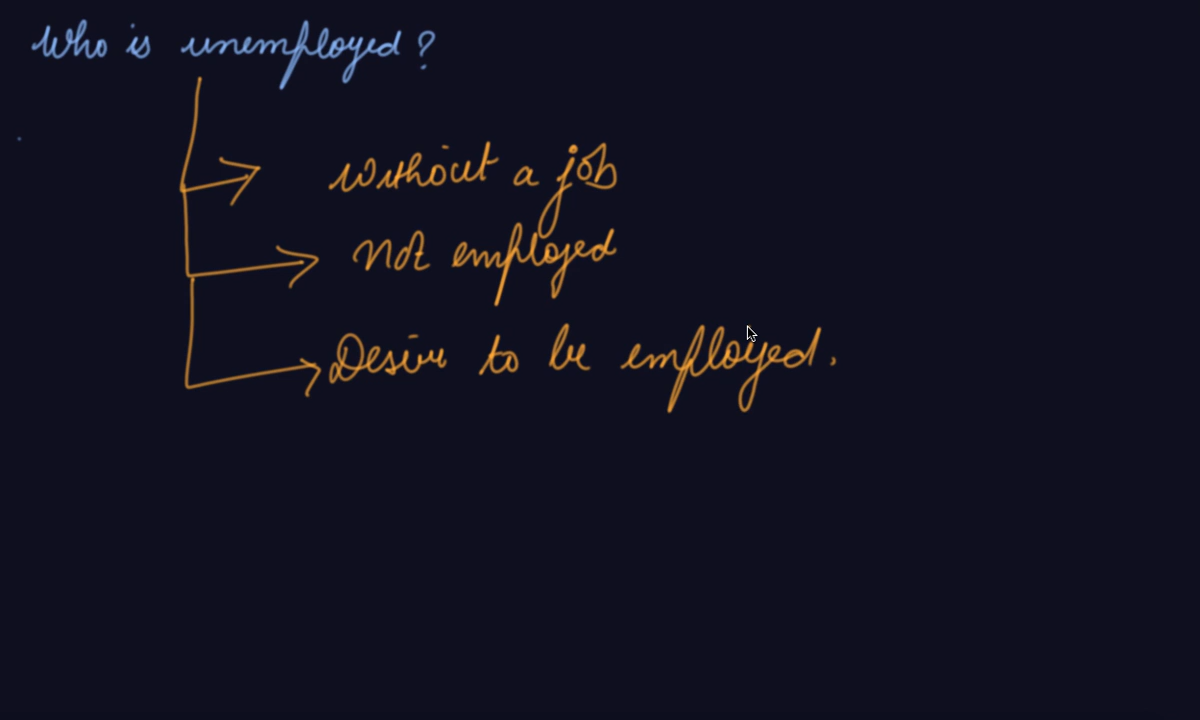 Who is unemployed?
without a job
not employed
Desire to be employed.